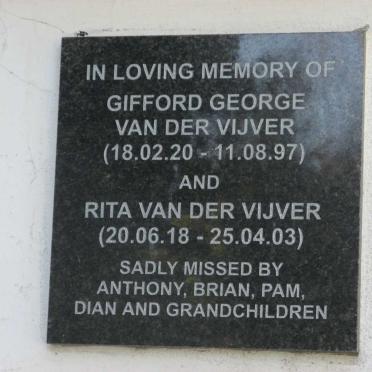 IN LOVING MEMORY OF
GIFFORD GEORGE
VAN DER VIJVER
(18.02.20 - 11.08.97)
AND
RITA VAN DER VIJVER
(20.06.18 - 25.04.03)
SADLY MISSED BY
ANTHONY, BRIAN, PAM,
DIAN AND GRANDCHILDREN